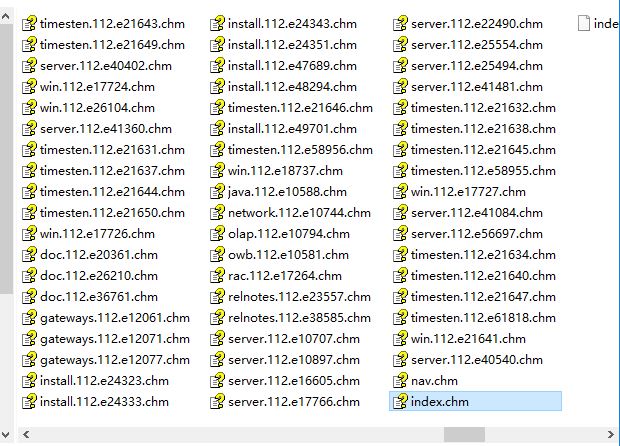 timesten.112.e21643.chm
timesten.112.e21649.chm
server.112.e40402.chm
win.112.e17724.chm
win.112.e26104.chm
server.112.e41360.chm
timesten.112.e21631.chm
timesten.112.e21637.chm
timesten.112.e21644.chm
timesten.112.e21650.chm
win.112.e17726.chm
doc.112.e20361.chm
doc.112.e26210.chm
doc.112.e36761.chm
gateways.112.e12061.chm
gateways.112.e12071.chm
gateways.112.e12077.chm
install.112.e24323.chm
install.112.e24333.chm
install.112.e24343.chm
install.112.e24351.chm
install.112.e47689.chm
install.112.e48294.chm
timesten.112.e21646.chm
install.112.e49701.chm
timesten.112.e58956.chm
win.112.e18737.chm
java.112.e10588.chm
network.112.e10744.chm
olap.112.e10794.chm
owb.112.e10581.chm
rac.112.e17264.chm
relnotes.112.e23557.chm
relnotes.112.e38585.chm
server.112.e10707.chm
server.112.e10897.chm
server.112.e16605.chm
server.112.e17766.chm
server.112.e22490.chm
server.112.e25554.chm
server.112.e25494.chm
server.112.e41481.chm
timesten.112.e21632.chm
timesten.112.e21638.chm
timesten.112.e21645.chm
timesten.112.e58955.chm
win.112.e17727.chm
server.112.e41084.chm
server.112.e56697.chm
timesten.112.e21634.chm
timesten.112.e21640.chm
timesten.112.e21647.chm
timesten.112.e61818.chm
win.112.e21641.chm
server.112.e40540.chm
nav.chm
index.chm
inde